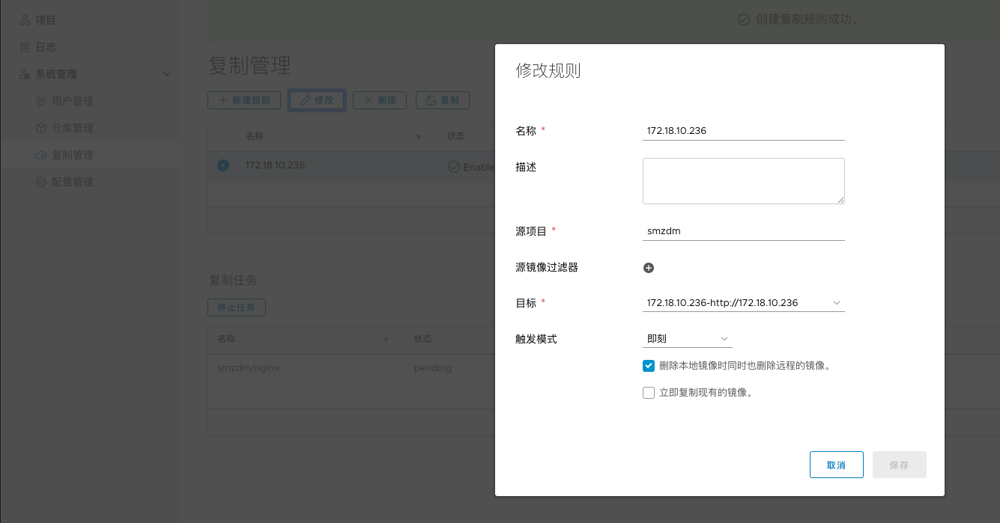 项目
日志
系统管理
用户管理
仓库管理
复制管理
配置管理
创建复制规则成功。
复制管理
新建规则 修改 删除 复制
名称 状态
172.18.10.236 Enable
复制任务
停止任务
名称 状态
smzdm/nginx pending
修改规则
名称 * 172.18.10.236
描述
源项目 * smzdm
源镜像过滤器
目标 * 172.18.10.236-http://172.18.10.236
触发模式 即刻
删除本地镜像时同时也删除远程的镜像。
立即复制现有的镜像。
取消 保存